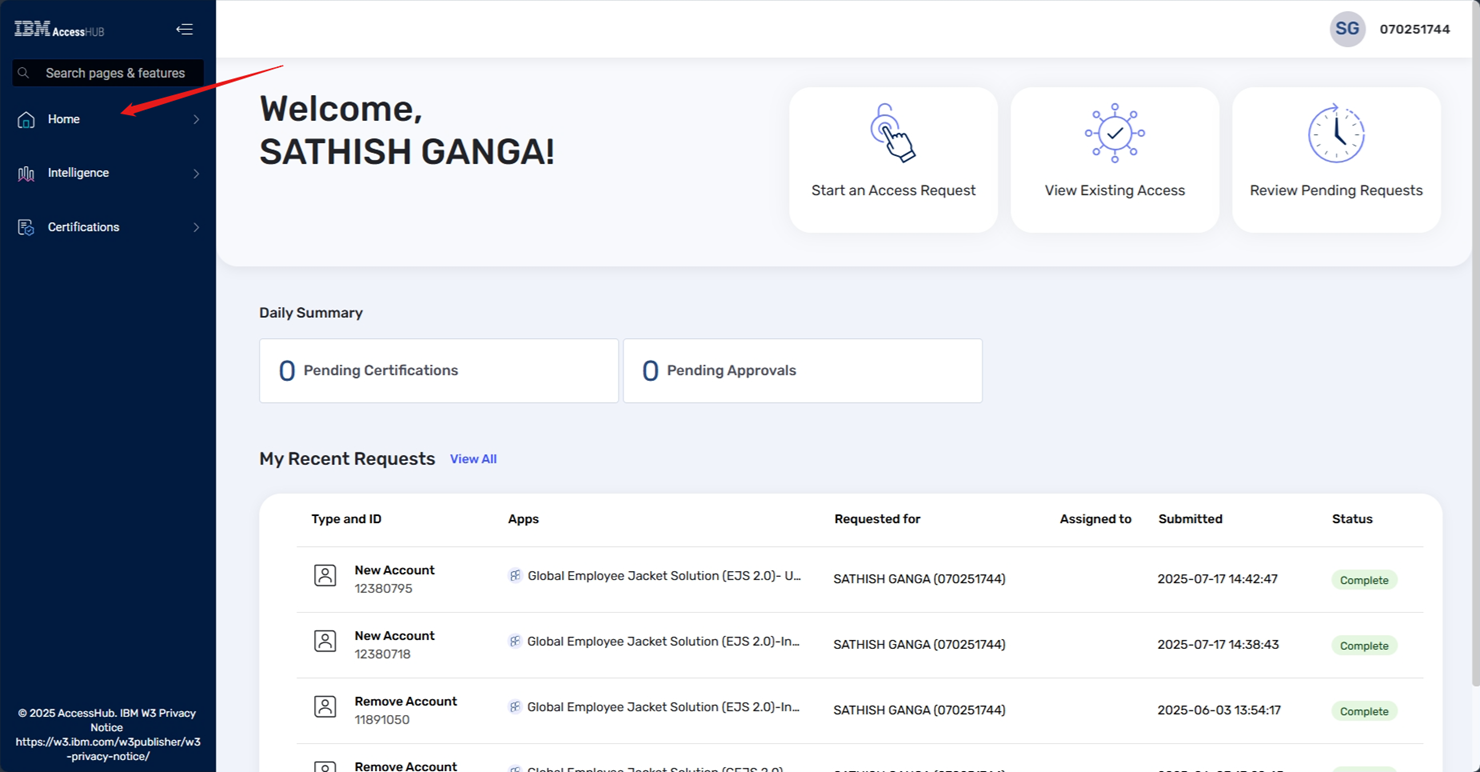 IBM AccessHUB
Search pages & features
Home
Intelligence
Certifications
© 2025 AccessHub. IBM W3 Privacy
Notice
https://w3.ibm.com/w3publisher/w3
-privacy-notice/
SG 070251744
Welcome,
SATHISH GANGA!
Start an Access Request
View Existing Access
Review Pending Requests
Daily Summary
0 Pending Certifications
0 Pending Approvals
My Recent Requests View All
Type and ID Apps Requested for Assigned to Submitted Status
New Account
12380795
Global Employee Jacket Solution (EJS 2.0)- U...
SATHISH GANGA (070251744)
2025-07-17 14:42:47
Complete
New Account
12380718
Global Employee Jacket Solution (EJS 2.0)-In...
SATHISH GANGA (070251744)
2025-07-17 14:38:43
Complete
Remove Account
11891050
Global Employee Jacket Solution (EJS 2.0)-In...
SATHISH GANGA (070251744)
2025-06-03 13:54:17
Complete
Remove Account
Global Employee Jacket Solution